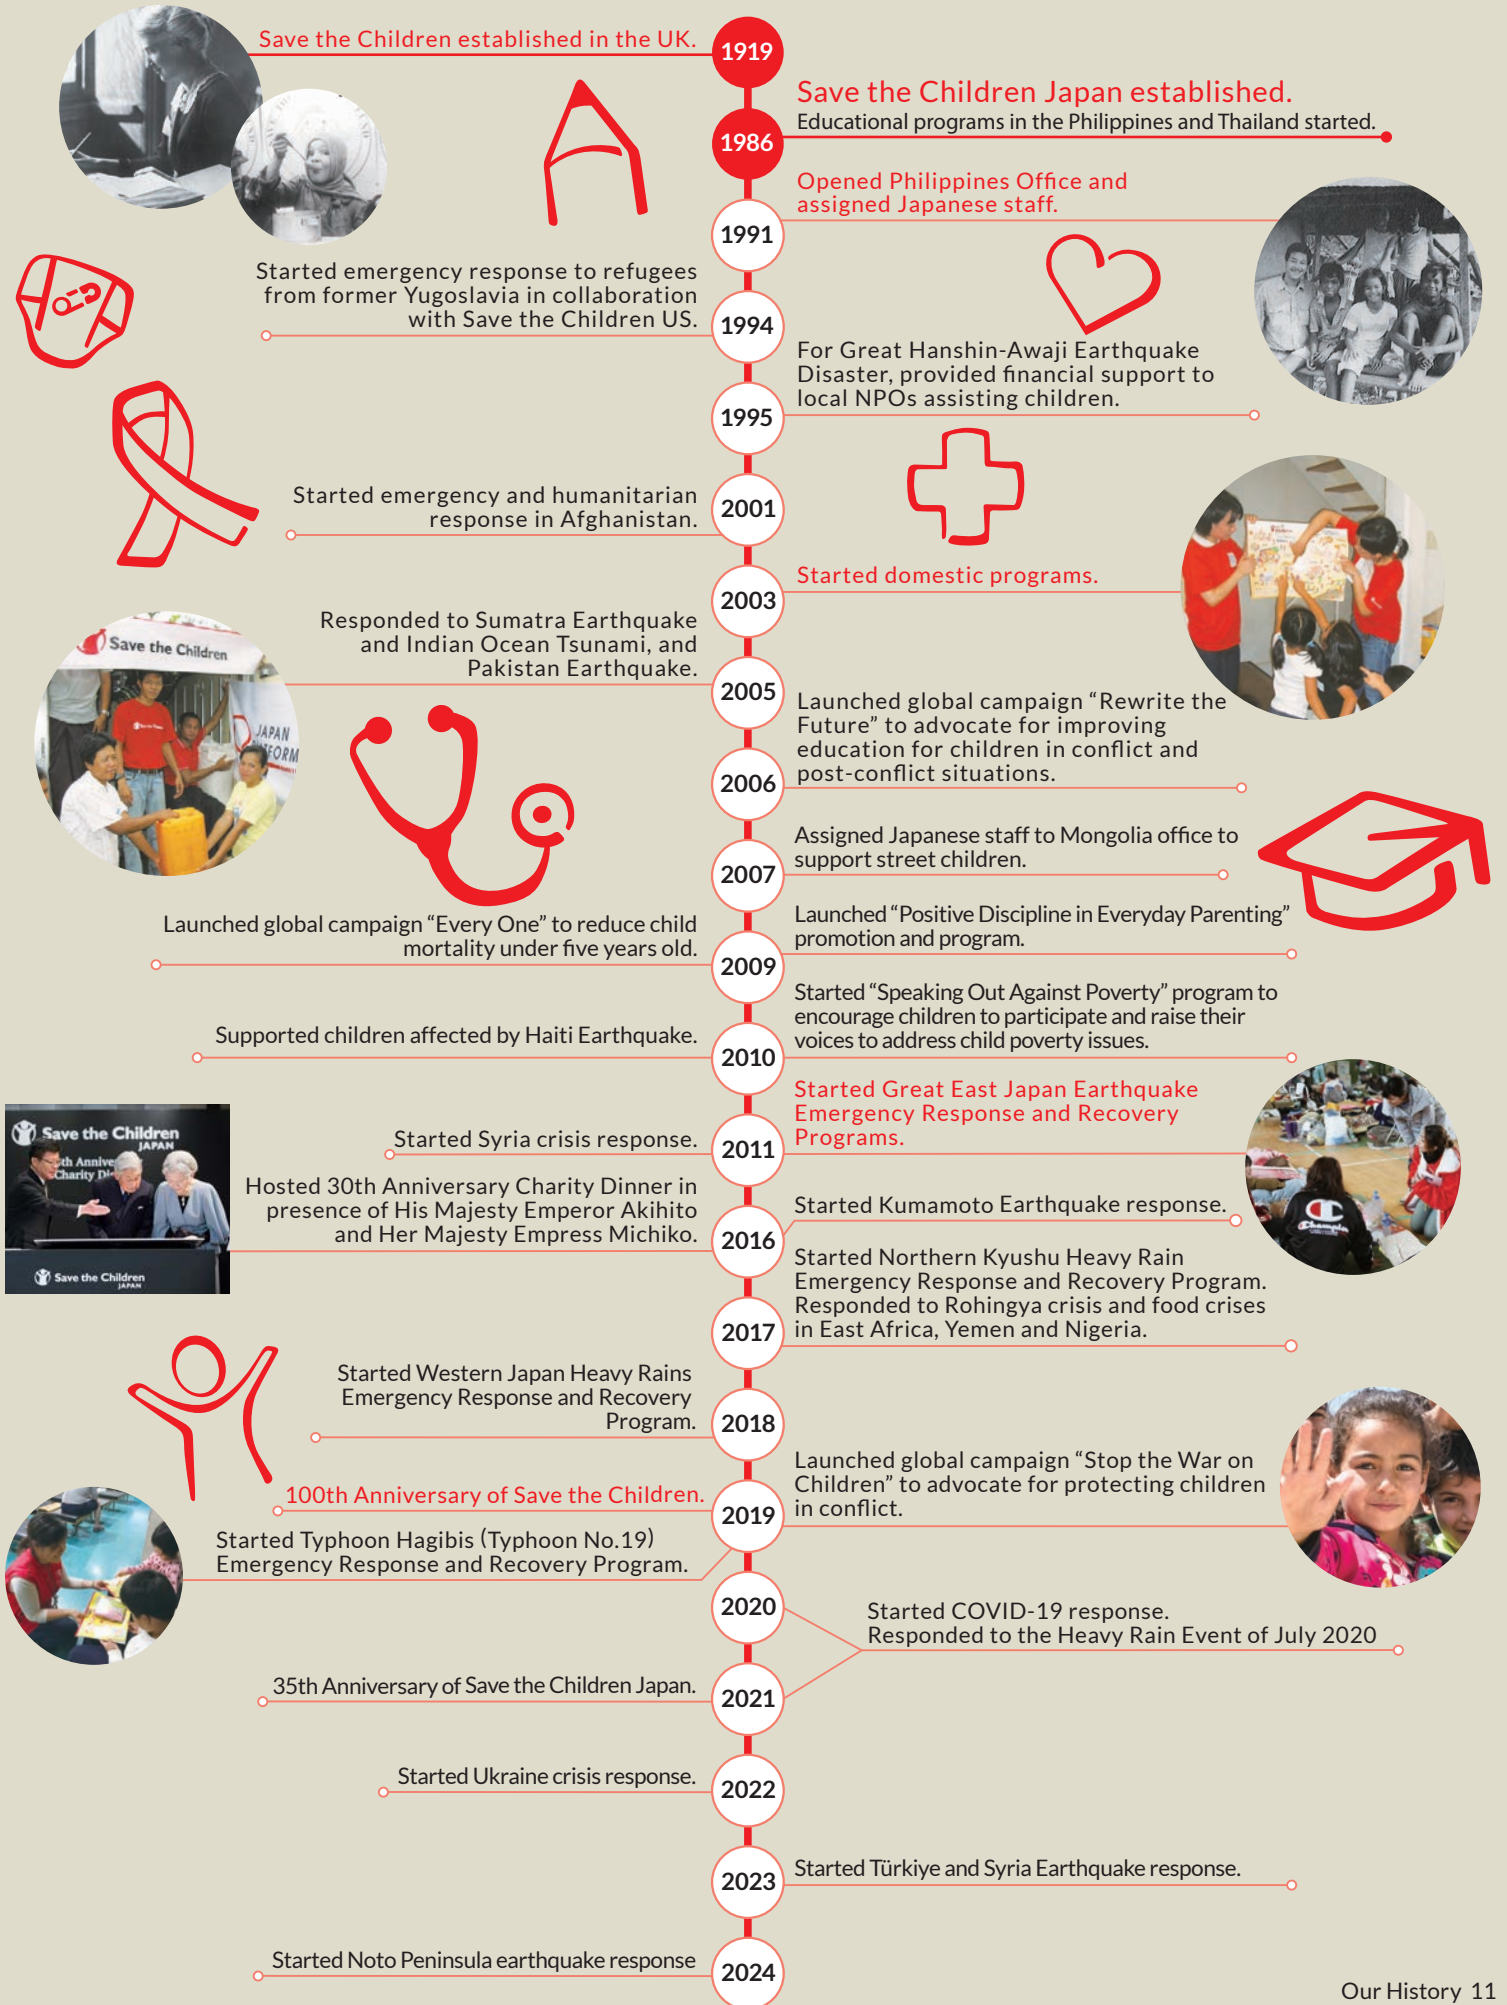 Save the Children established in the UK.
1919
Save the Children Japan established.
Educational programs in the Philippines and Thailand started.
1986
Opened Philippines Office and
assigned Japanese staff.
1991
Started emergency response to refugees
from former Yugoslavia in collaboration
with Save the Children US.
1994
For Great Hanshin-Awaji Earthquake
Disaster, provided financial support to
local NPOs assisting children.
1995
Started emergency and humanitarian
response in Afghanistan.
2001
Started domestic programs.
2003
Responded to Sumatra Earthquake
and Indian Ocean Tsunami, and
Pakistan Earthquake.
2005
Save the Children
JAPAN
Launched global campaign “Rewrite the
Future” to advocate for improving
education for children in conflict and
post-conflict situations.
2006
Assigned Japanese staff to Mongolia office to
support street children.
2007
Launched global campaign “Every One” to reduce child
mortality under five years old.
2009
Launched “Positive Discipline in Everyday Parenting”
promotion and program.
Supported children affected by Haiti Earthquake.
2010
Started “Speaking Out Against Poverty” program to
encourage children to participate and raise their
voices to address child poverty issues.
Started Syria crisis response.
2011
Started Great East Japan Earthquake
Emergency Response and Recovery
Programs.
Save the Children
JAPAN
Charity
Save the Children
JAPAN
Hosted 30th Anniversary Charity Dinner in
presence of His Majesty Emperor Akihito
and Her Majesty Empress Michiko.
2016
Started Kumamoto Earthquake response.
Champion
Started Northern Kyushu Heavy Rain
Emergency Response and Recovery Program.
Responded to Rohingya crisis and food crises
in East Africa, Yemen and Nigeria.
2017
Started Western Japan Heavy Rains
Emergency Response and Recovery
Program.
2018
100th Anniversary of Save the Children.
2019
Launched global campaign “Stop the War on
Children” to advocate for protecting children
in conflict.
Started Typhoon Hagibis (Typhoon No.19)
Emergency Response and Recovery Program.
2020
Started COVID-19 response.
Responded to the Heavy Rain Event of July 2020
35th Anniversary of Save the Children Japan.
2021
Started Ukraine crisis response.
2022
2023
Started Türkiye and Syria Earthquake response.
Started Noto Peninsula earthquake response
2024
Our History 11